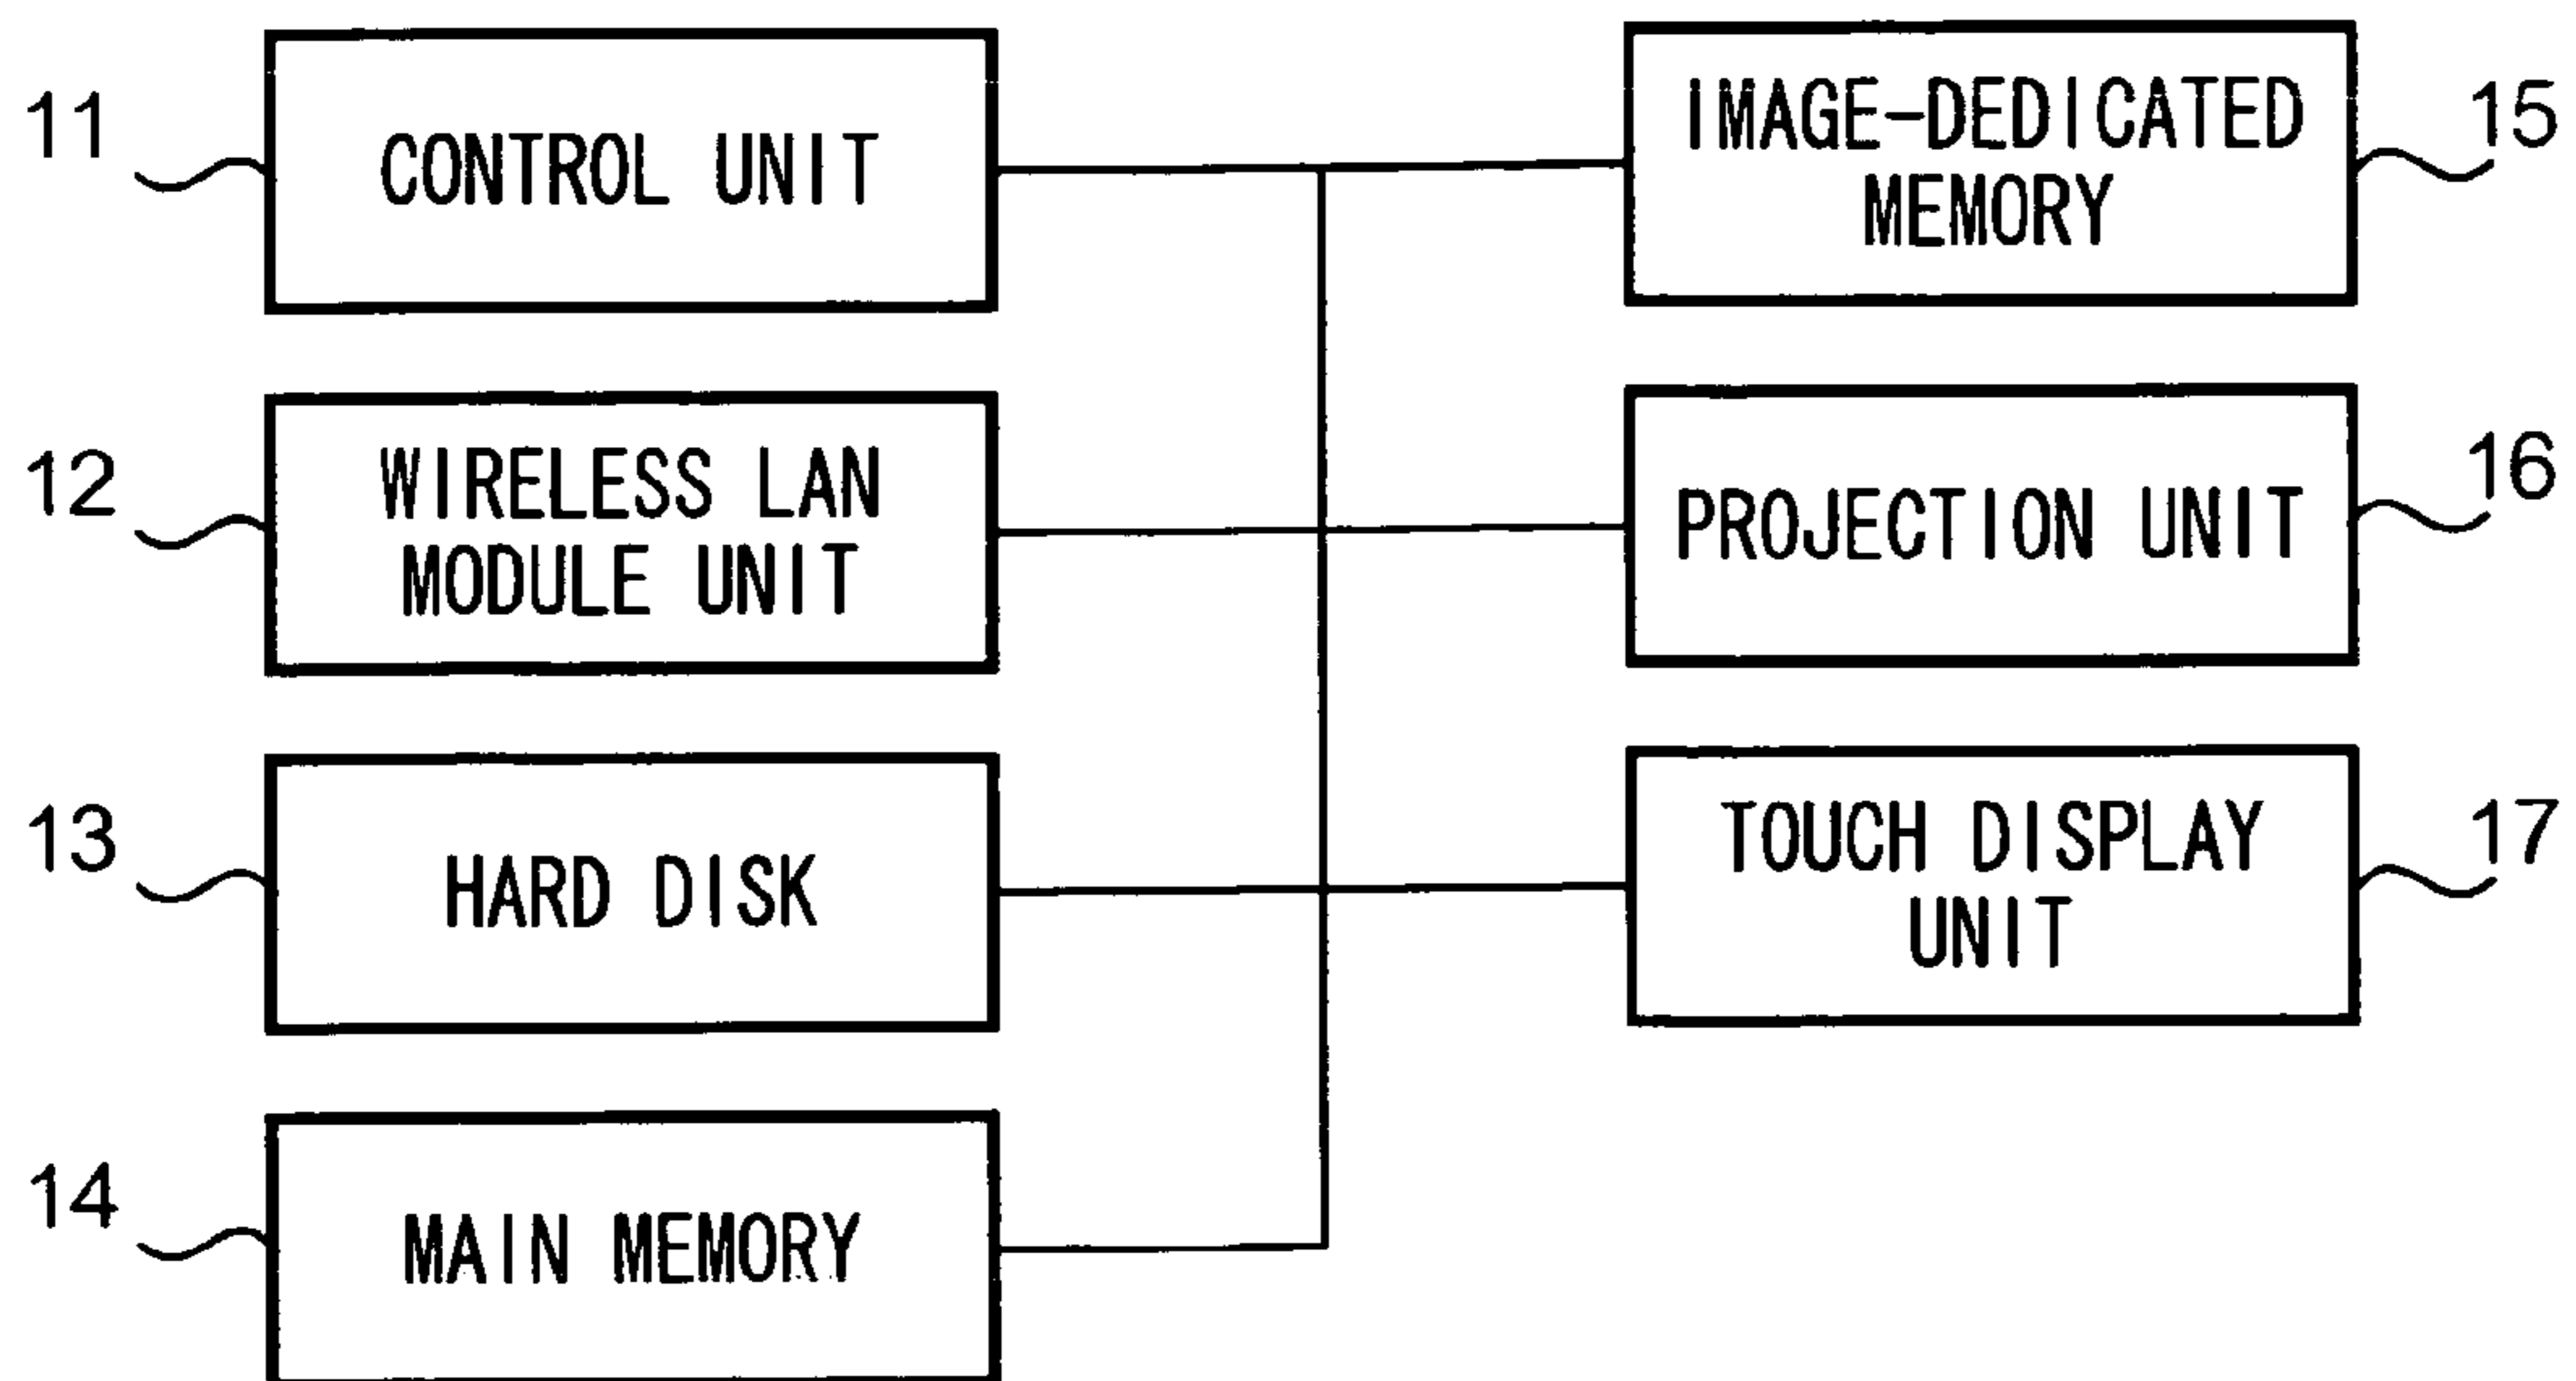 11
CONTROL UNIT
12
WIRELESS LAN
MODULE UNIT
13
HARD DISK
14
MAIN MEMORY
IMAGE-DEDICATED
MEMORY
15
PROJECTION UNIT
16
TOUCH DISPLAY
UNIT
17